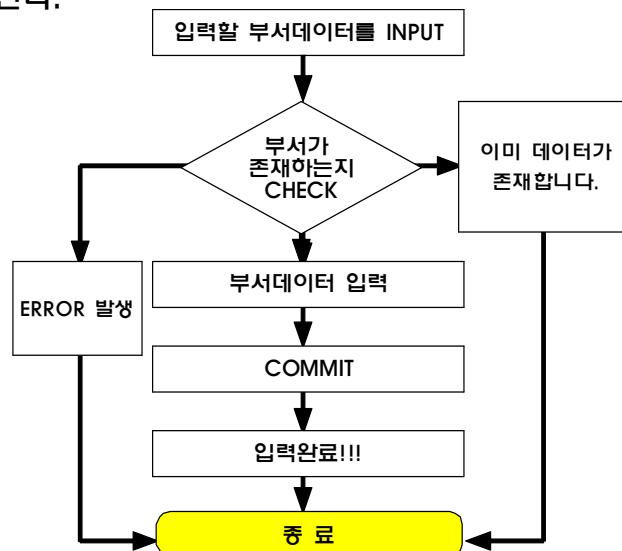 입력할 부서데이터를 INPUT
부서가
존재하는지
CHECK
이미 데이터가
존재합니다.
ERROR 발생
부서데이터 입력
COMMIT
입력완료!!!
종 료